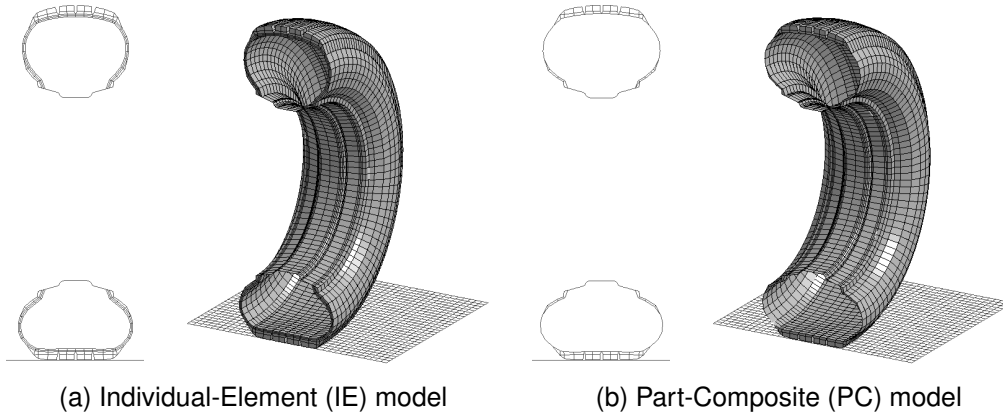 (a) Individual-Element (IE) model
(b) Part-Composite (PC) model